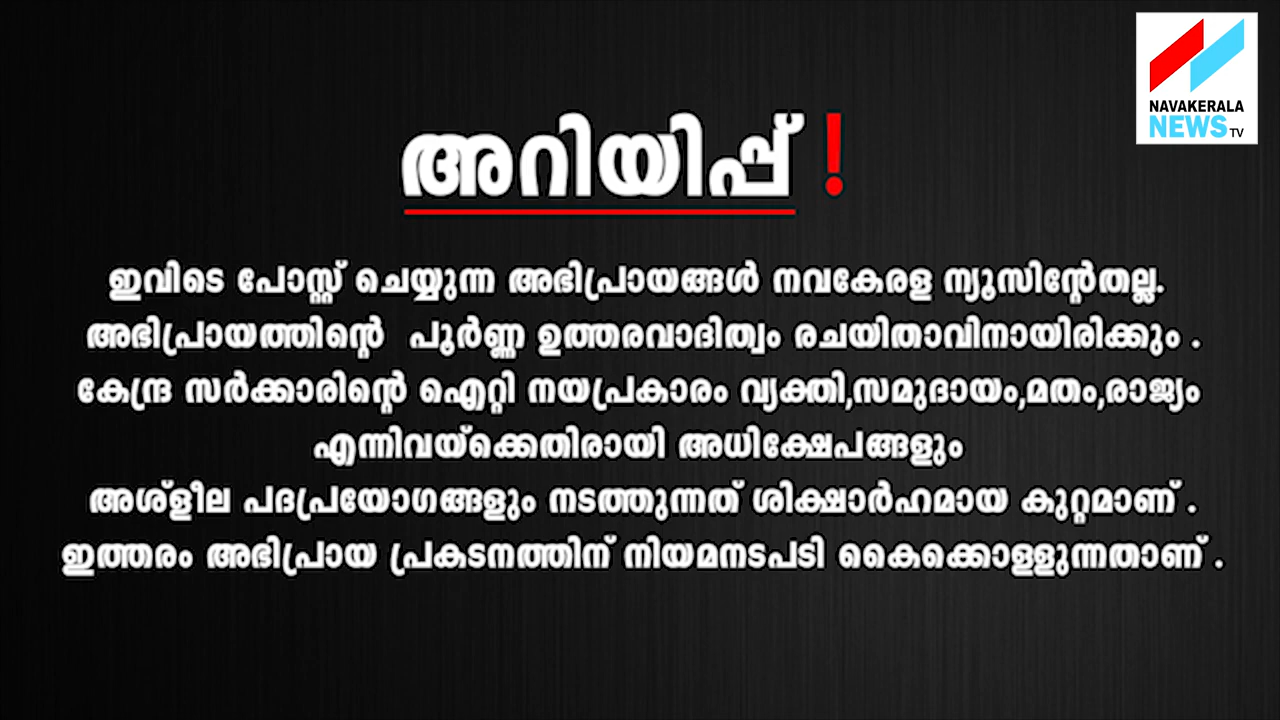 NAVAKERALA
NEWS TV
അറിയിപ്പ് !
ഇവിടെ പോസ്റ്റ് ചെയ്യുന്ന അഭിപ്രായങ്ങൾ നവകേരള ന്യുസിന്റേതല്ല.
അഭിപ്രായത്തിന്റെ പൂർണ്ണ ഉത്തരവാദിത്വം രചയിതാവിനായിരിക്കും .
കേന്ദ്ര സർക്കാരിന്റെ ഐറ്റി നയപ്രകാരം വ്യക്തി,സമുദായം,മതം,രാജ്യം
എന്നിവയ്ക്കെതിരായി അധിക്ഷേപങ്ങളും
അശ്ളീല പദപ്രയോഗങ്ങളും നടത്തുന്നത് ശിക്ഷാർഹമായ കുറ്റമാണ് .
ഇത്തരം അഭിപ്രായ പ്രകടനത്തിന് നിയമനടപടി കൈക്കൊള്ളുന്നതാണ് .